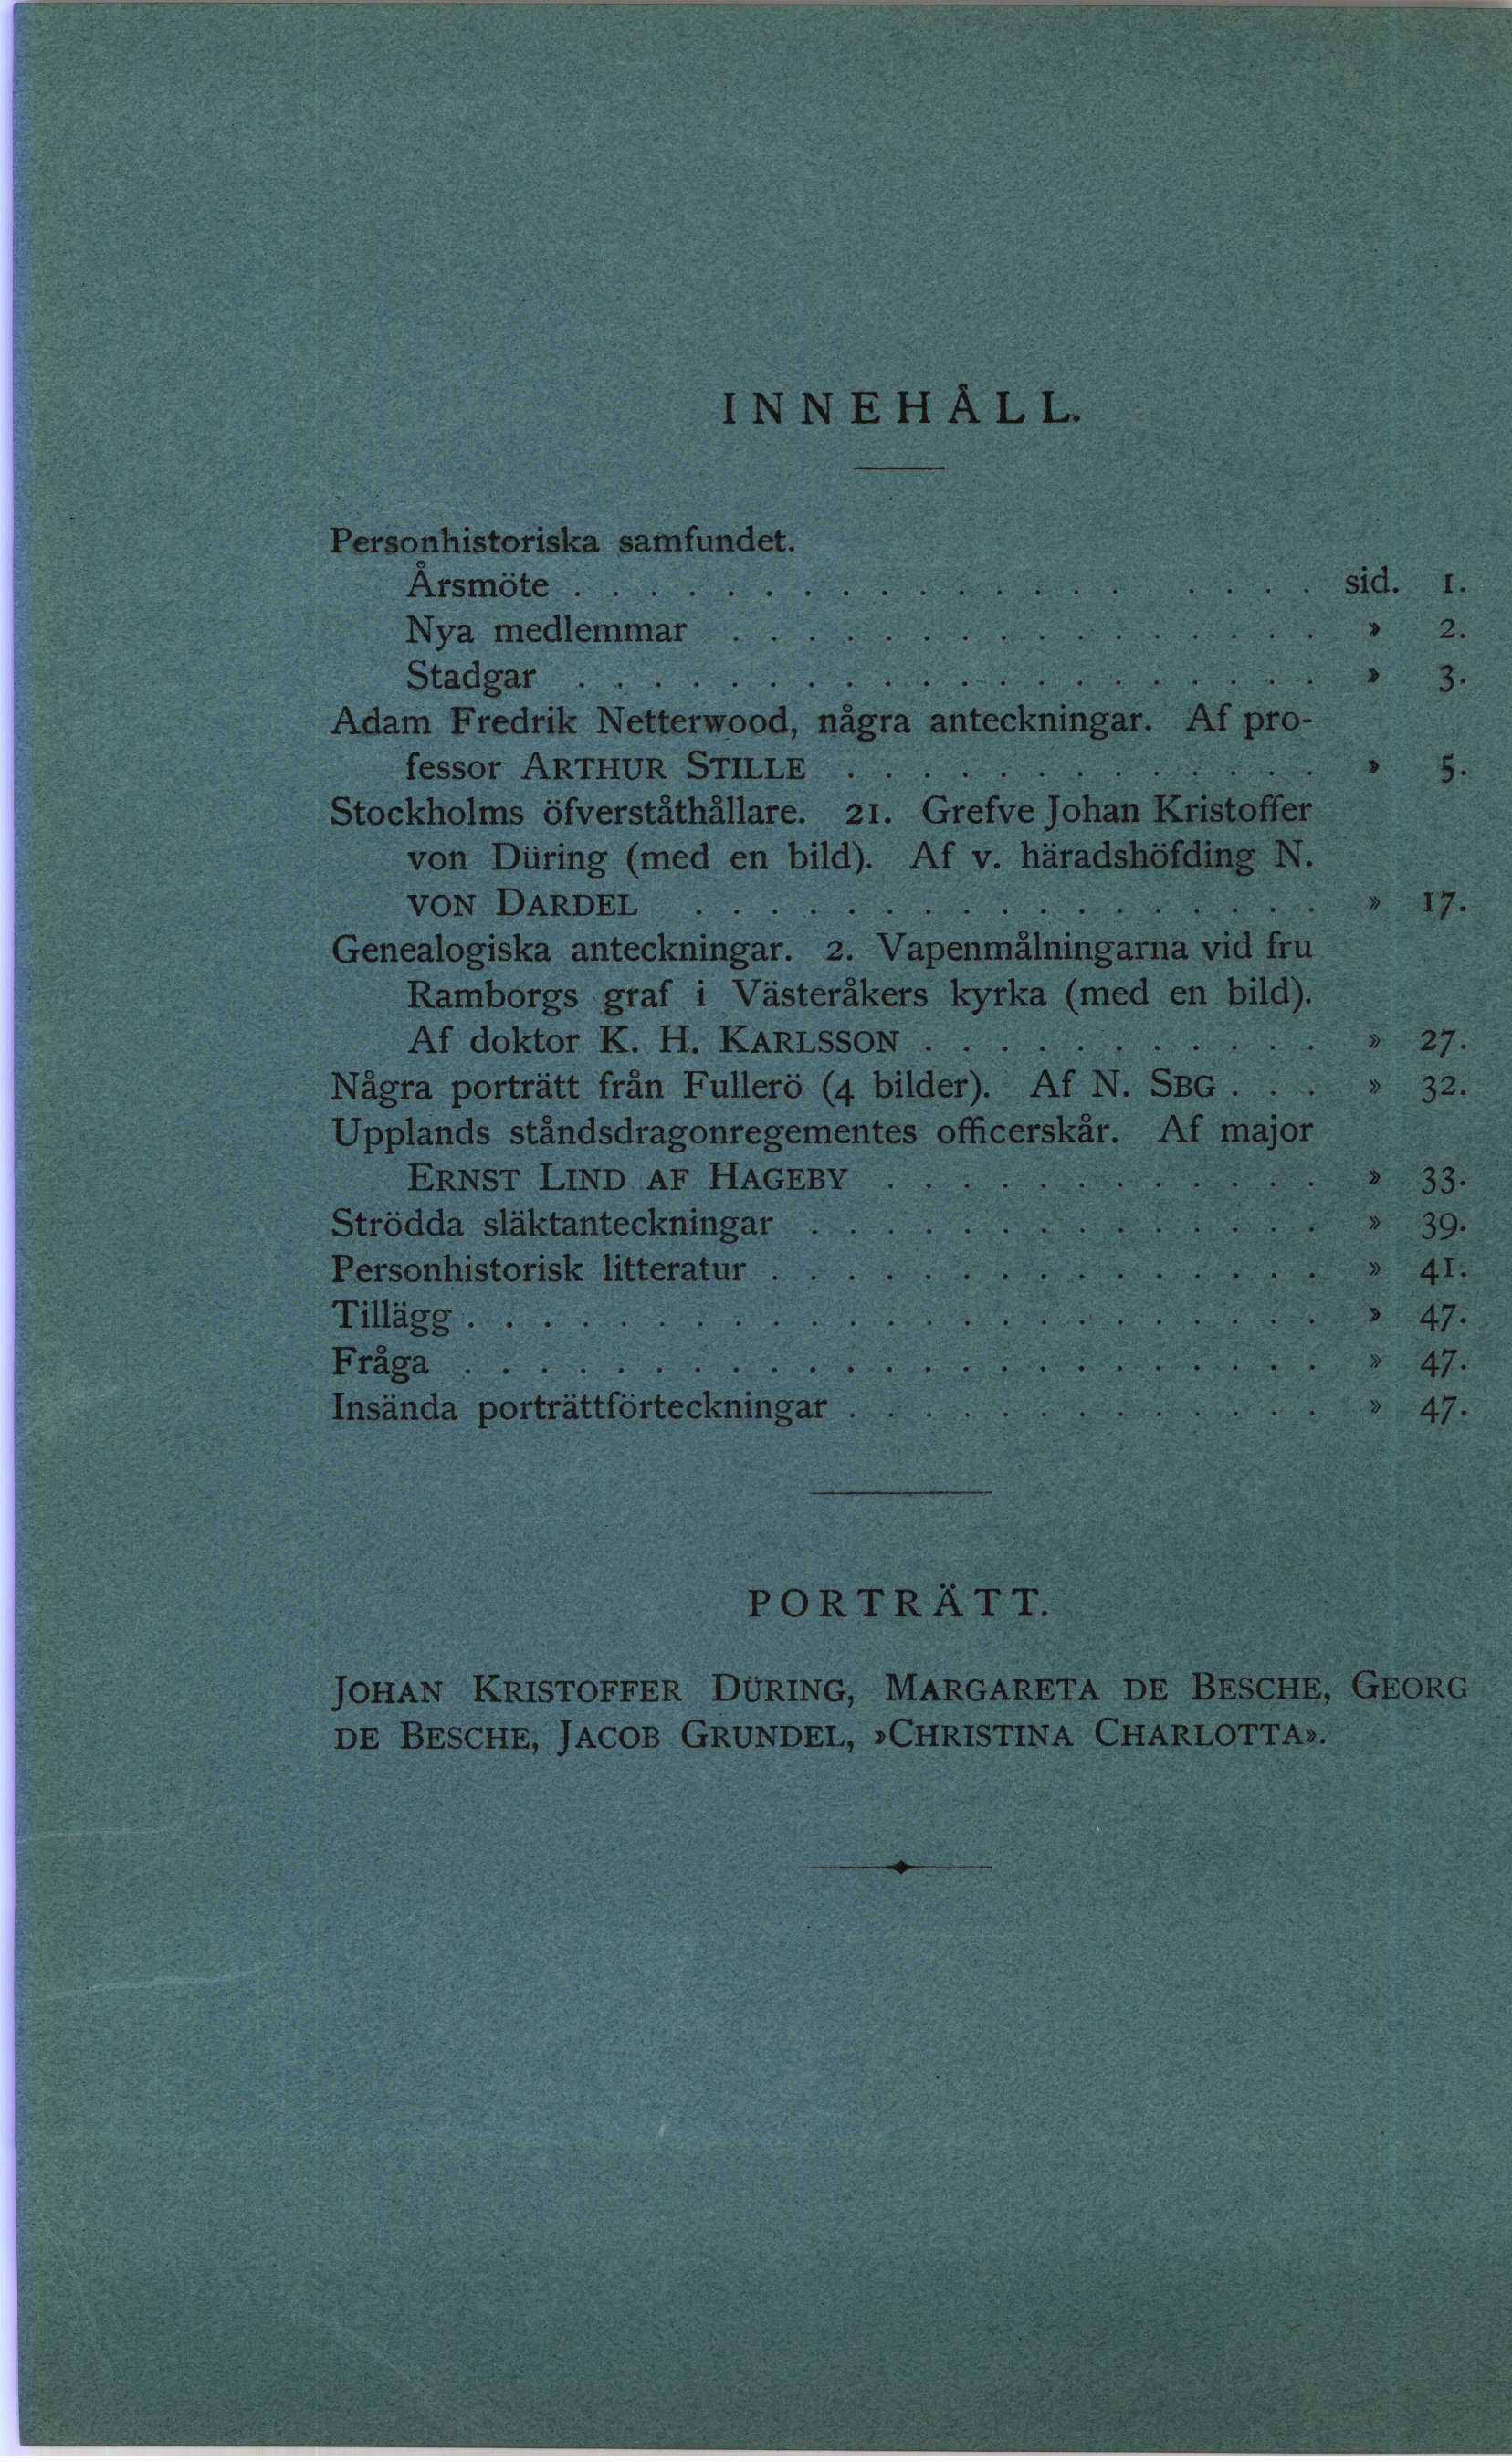 INNEHÅLL.
Personhistoriska samfundet.
Årsmöte . . . . . . . . . . . . . . . . . . . sid. 1.
Nya medlemmar . . . . . . . . . . . . . . . . » 2.
Stadgar . . . . . . . . . . . . . . . . . . . . » 3.
Adam Fredrik Netterwood, några anteckningar. Af pro-
fessor ARTHUR STILLE . . . . . . . . . . . . . » 5.
Stockholms öfverståthållare. 21. Grefve Johan Kristoffer
von Düring (med en bild). Af v. häradshöfding N.
VON DARDEL . . . . . . . . . . . . . . . . . » 17.
Genealogiska anteckningar. 2. Vapenmålningarna vid fru
Ramborgs graf i Västeråkers kyrka (med en bild).
Af doktor K. H. KARLSSON . . . . . . . . . . . » 27.
Några porträtt från Fullerö (4 bilder). Af N. SBG . . . » 32.
Upplands ståndsdragonregementes officerskår. Af major
ERNST LIND AF HAGEBY . . . . . . . . . . . . » 33.
Strödda släktanteckningar . . . . . . . . . . . . . . » 39.
Personhistorisk litteratur . . . . . . . . . . . . . . . » 41.
Tillägg . . . . . . . . . . . . . . . . . . . . . . . » 47.
Fråga . . . . . . . . . . . . . . . . . . . . . . . » 47.
Insända porträttförteckningar . . . . . . . . . . . . . » 47.
PORTRÄTT.
JOHAN KRISTOFFER DÜRING, MARGARETA DE BESCHE, GEORG
DE BESCHE, JACOB GRUNDEL, »CHRISTINA CHARLOTTA».